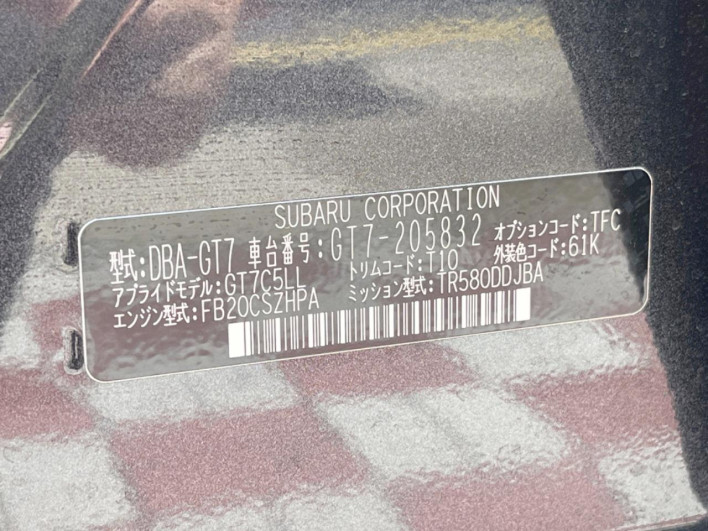 SUBARU CORPORATION
型式:DBA-GT7 車台番号:GT7-205832 オプションコード:TFC
アプライドモデル:GT7C5LL トリムコード:T10 外装色コード:61K
エンジン型式:FB20CSZHPA ミッション型式:TR580DDJBA